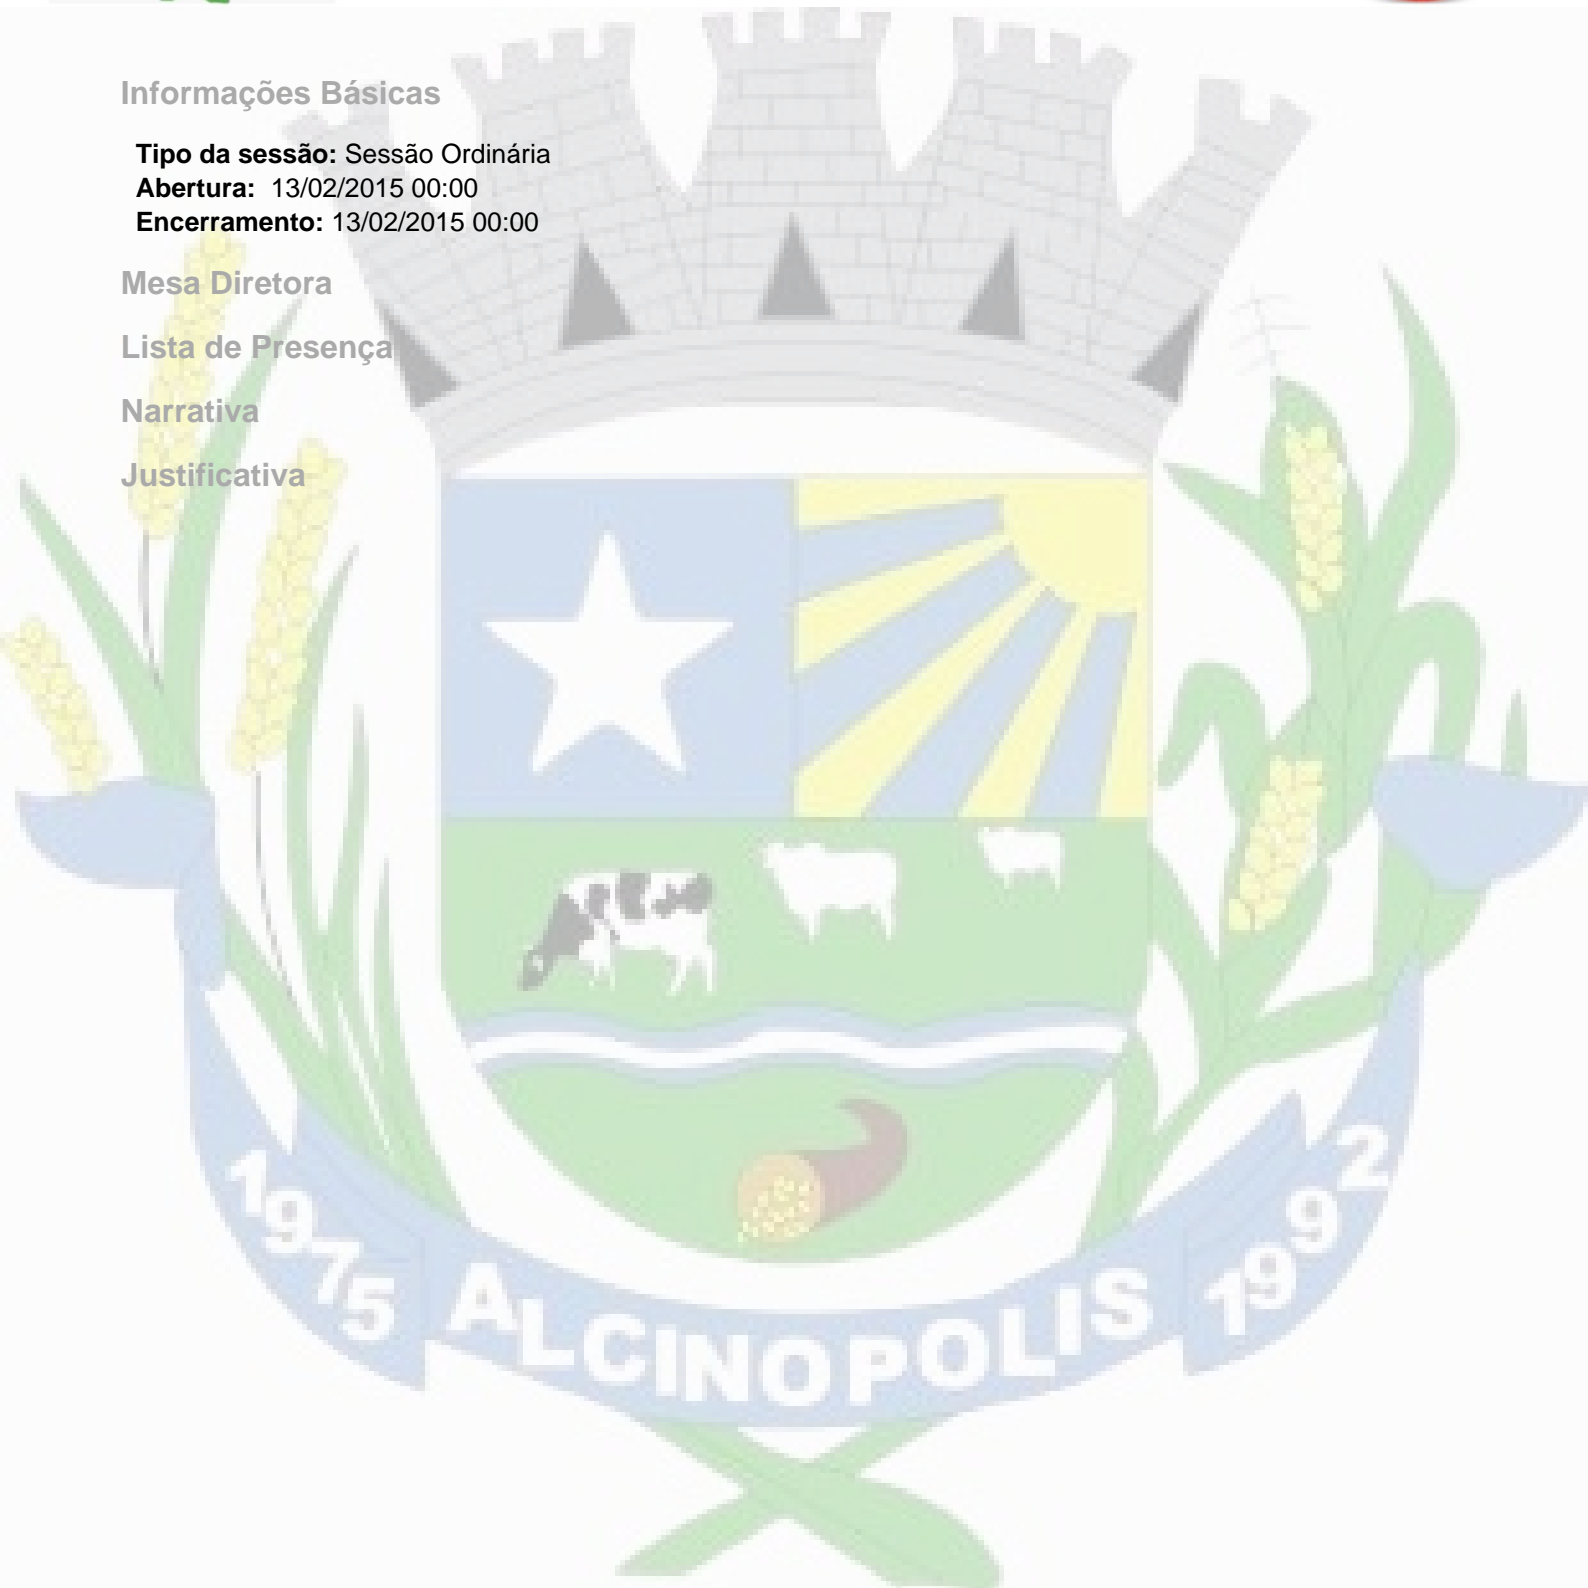 Informações Básicas
Tipo da sessão: Sessão Ordinária
Abertura: 13/02/2015 00:00
Encerramento: 13/02/2015 00:00
Mesa Diretora
Lista de Presença
Narrativa
Justificativa
1975 ALCINOPOLIS 1992